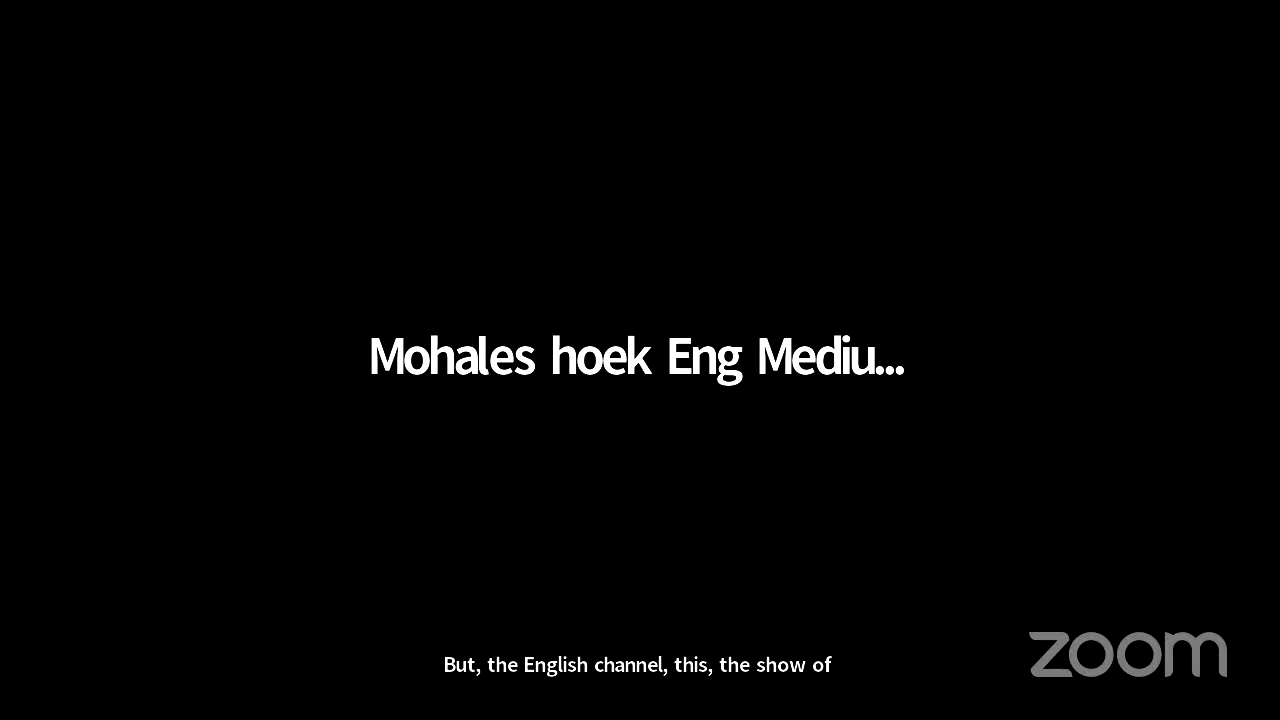 Mohales hoek Eng Mediu...
But, the English channel, this, the show of
zoom